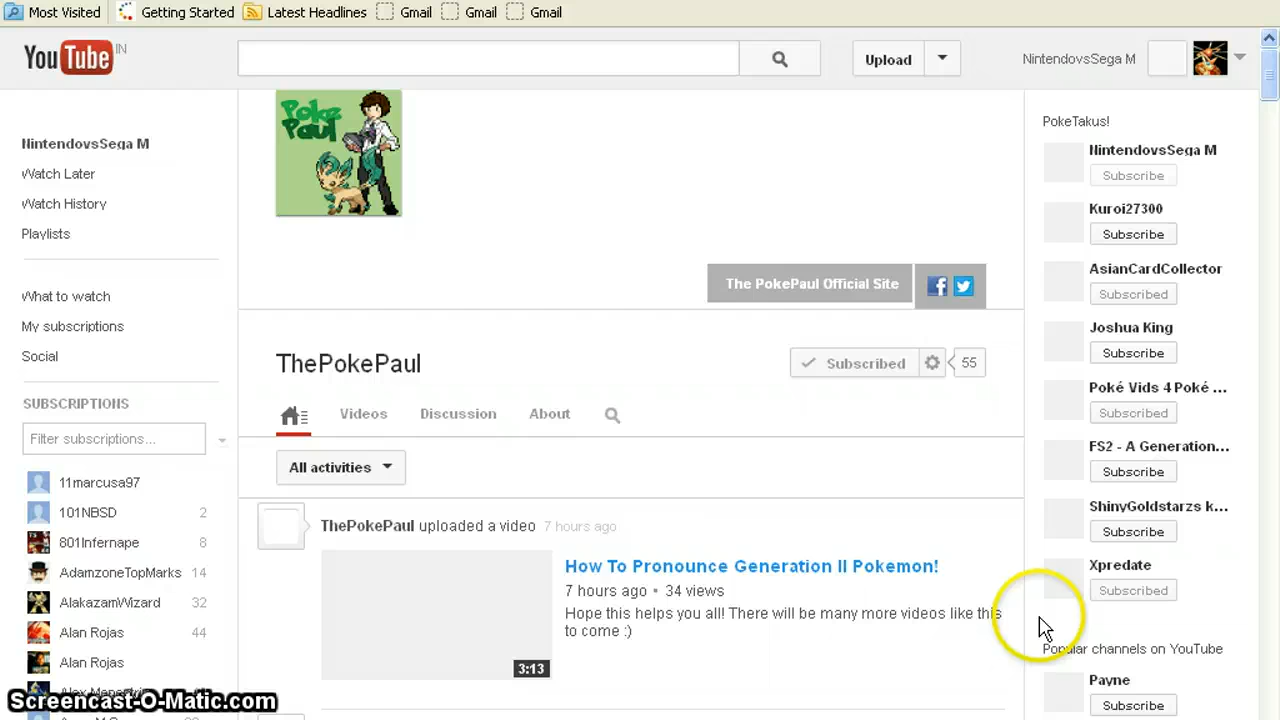 Most Visited Getting Started Latest Headlines Gmail Gmail Gmail
YouTube IN
Upload
NintendovsSega M
Poke Paul
The PokePaul Official Site
NintendovsSega M
Watch Later
Watch History
Playlists
What to watch
My subscriptions
Social
SUBSCRIPTIONS
Filter subscriptions...
11marcusa97
101NBSD 2
801Infernape 8
AdamzoneTopMarks 14
AlakazamWizard 32
Alan Rojas 44
Alan Rojas
ThePokePaul
Subscribed 55
Videos Discussion About
All activities
ThePokePaul uploaded a video 7 hours ago
How To Pronounce Generation II Pokemon!
7 hours ago • 34 views
Hope this helps you all! There will be many more videos like this
to come :)
3:13
PokeTakus!
NintendovsSega M
Subscribe
Kuroi27300
Subscribe
AsianCardCollector
Subscribed
Joshua King
Subscribe
Poké Vids 4 Poké ...
Subscribed
FS2 - A Generation...
Subscribe
ShinyGoldstarzs k...
Subscribe
Xpredate
Subscribed
Popular channels on YouTube
Payne
Subscribe
Screencast-O-Matic.com